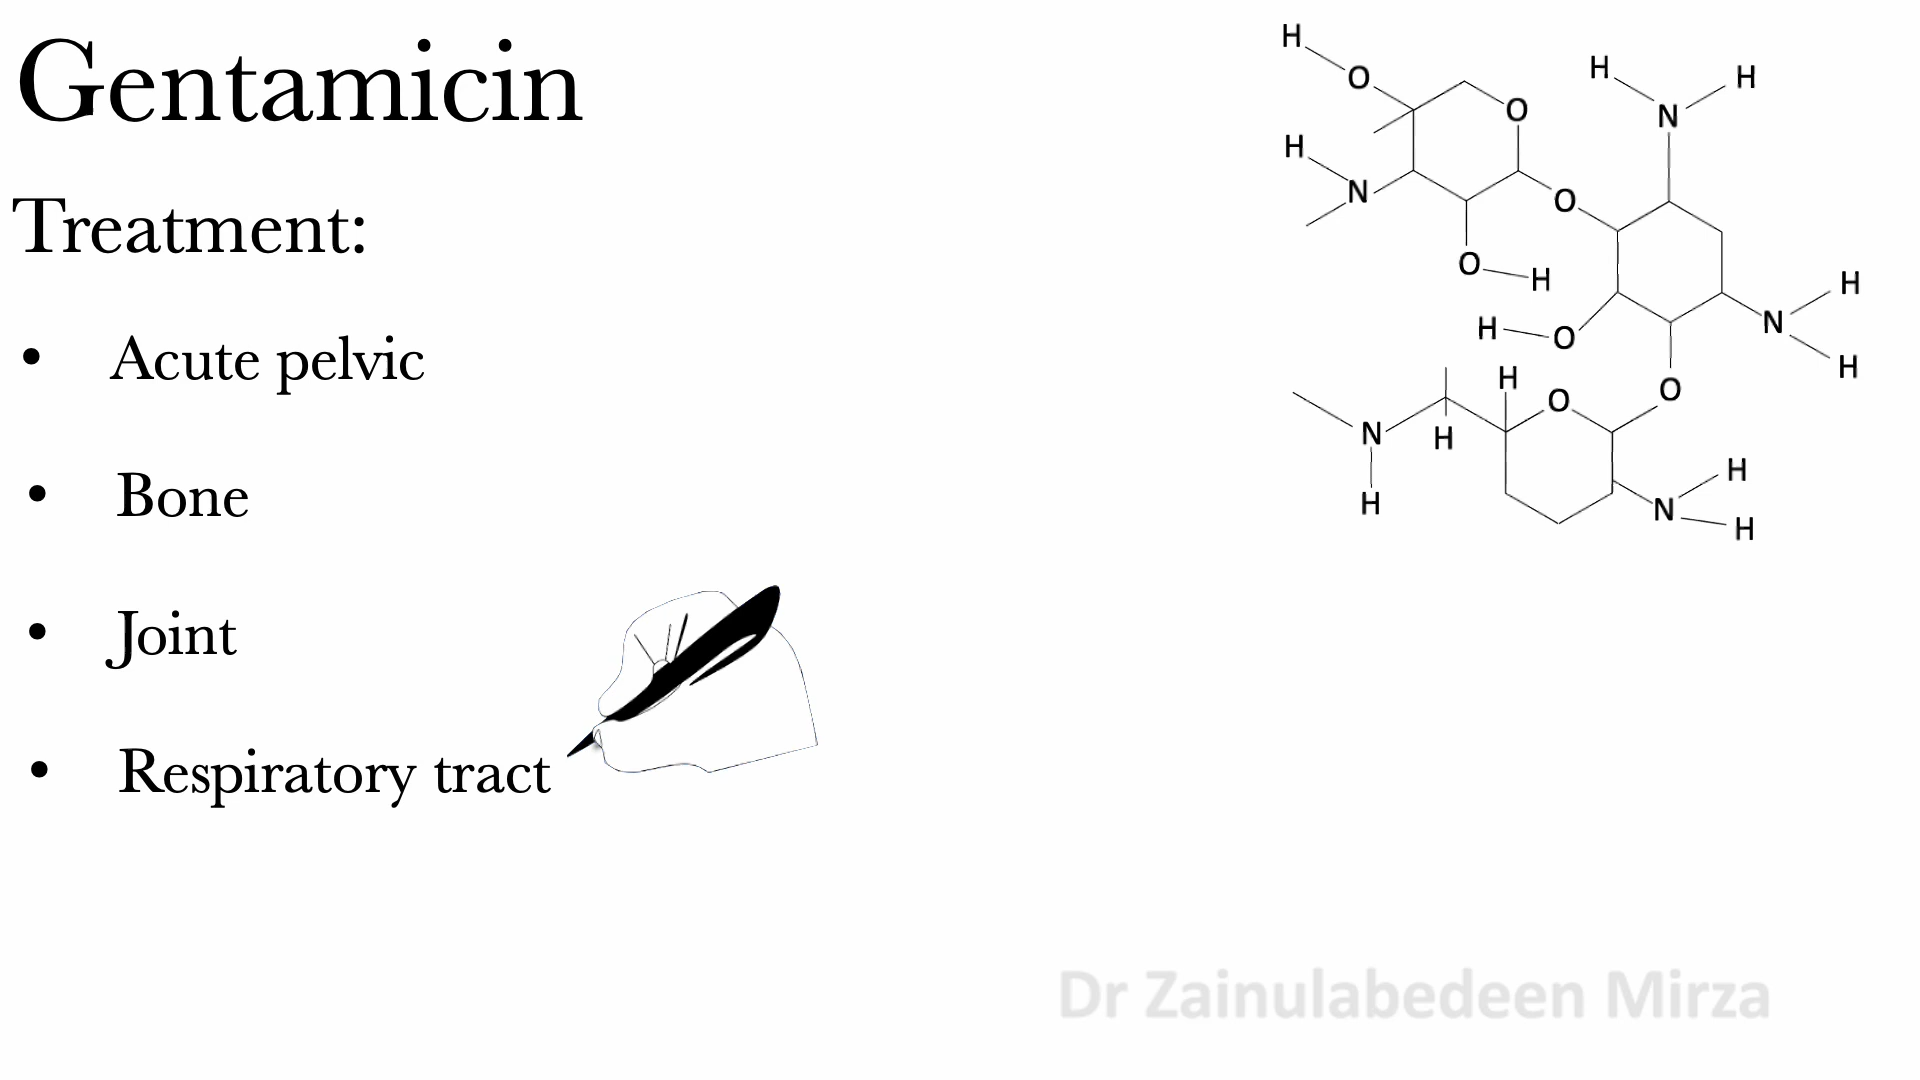 Gentamicin
Treatment:
• Acute pelvic
• Bone
• Joint
• Respiratory tract
H
O
H
H
O
N
H
H
N
O
O
H
H
H
O
N
H
H
O
O
N
H
H
H
N
H
H
Dr Zainulabedeen Mirza